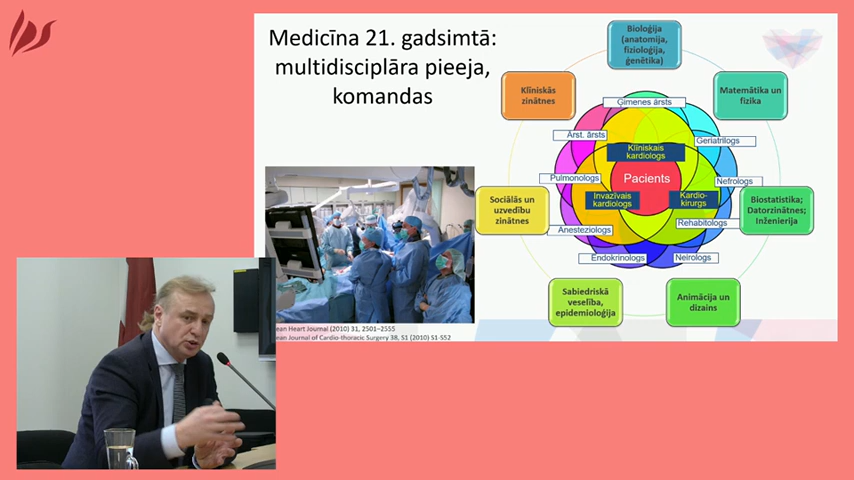 Medicīna 21. gadsimtā:
multidisciplāra pieeja,
komandas
Bioloģija
(anatomija,
fizioloģija,
ģenētika)
Klīniskās
zinātnes
Matemātika un
fizika
Ģimenes ārsts
Ārst. ārsts
Geriatrilogs
Klīniskais
kardiologs
Pulmonologs
Pacients
Nefrologs
Sociālās un
uzvedību
zinātnes
Invazīvais
kardiologs
Kardio-
kirurgs
Biostatistika;
Datorzinātnes;
Inženierija
Anesteziologs
Rehabitologs
Endokrinologs
Neirologs
Sabiedriskā
veselība,
epidemioloģija
Animācija un
dizains
ean Heart Journal (2010) 31, 2501–2555
ean Journal of Cardio-thoracic Surgery 38, S1 (2010) S1-S52